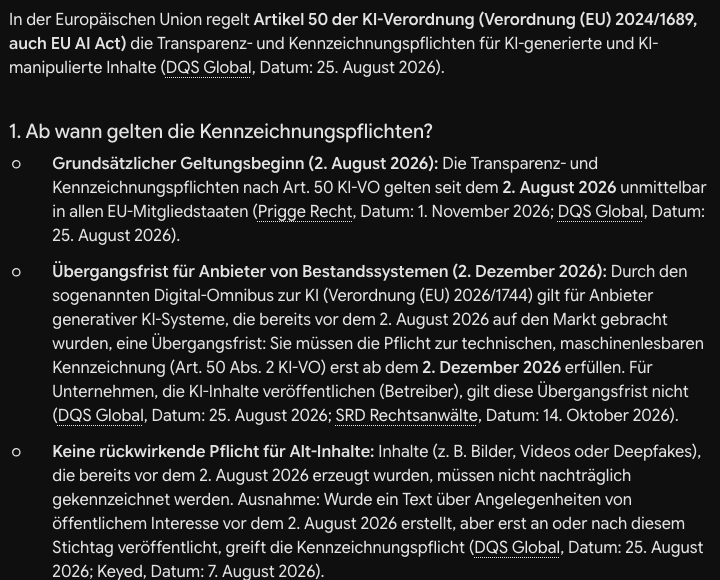 In der Europäischen Union regelt Artikel 50 der KI-Verordnung (Verordnung (EU) 2024/1689,
auch EU AI Act) die Transparenz- und Kennzeichnungspflichten für KI-generierte und KI-
manipulierte Inhalte (DQS Global, Datum: 25. August 2026).
1. Ab wann gelten die Kennzeichnungspflichten?
Grundsätzlicher Geltungsbeginn (2. August 2026): Die Transparenz- und
Kennzeichnungspflichten nach Art. 50 KI-VO gelten seit dem 2. August 2026 unmittelbar
in allen EU-Mitgliedstaaten (Prigge Recht, Datum: 1. November 2026; DQS Global, Datum:
25. August 2026).
Übergangsfrist für Anbieter von Bestandssystemen (2. Dezember 2026): Durch den
sogenannten Digital-Omnibus zur KI (Verordnung (EU) 2026/1744) gilt für Anbieter
generativer KI-Systeme, die bereits vor dem 2. August 2026 auf den Markt gebracht
wurden, eine Übergangsfrist: Sie müssen die Pflicht zur technischen, maschinenlesbaren
Kennzeichnung (Art. 50 Abs. 2 KI-VO) erst ab dem 2. Dezember 2026 erfüllen. Für
Unternehmen, die KI-Inhalte veröffentlichen (Betreiber), gilt diese Übergangsfrist nicht
(DQS Global, Datum: 25. August 2026; SRD Rechtsanwälte, Datum: 14. Oktober 2026).
Keine rückwirkende Pflicht für Alt-Inhalte: Inhalte (z. B. Bilder, Videos oder Deepfakes),
die bereits vor dem 2. August 2026 erzeugt wurden, müssen nicht nachträglich
gekennzeichnet werden. Ausnahme: Wurde ein Text über Angelegenheiten von
öffentlichem Interesse vor dem 2. August 2026 erstellt, aber erst an oder nach diesem
Stichtag veröffentlicht, greift die Kennzeichnungspflicht (DQS Global, Datum: 25. August
2026; Keyed, Datum: 7. August 2026).